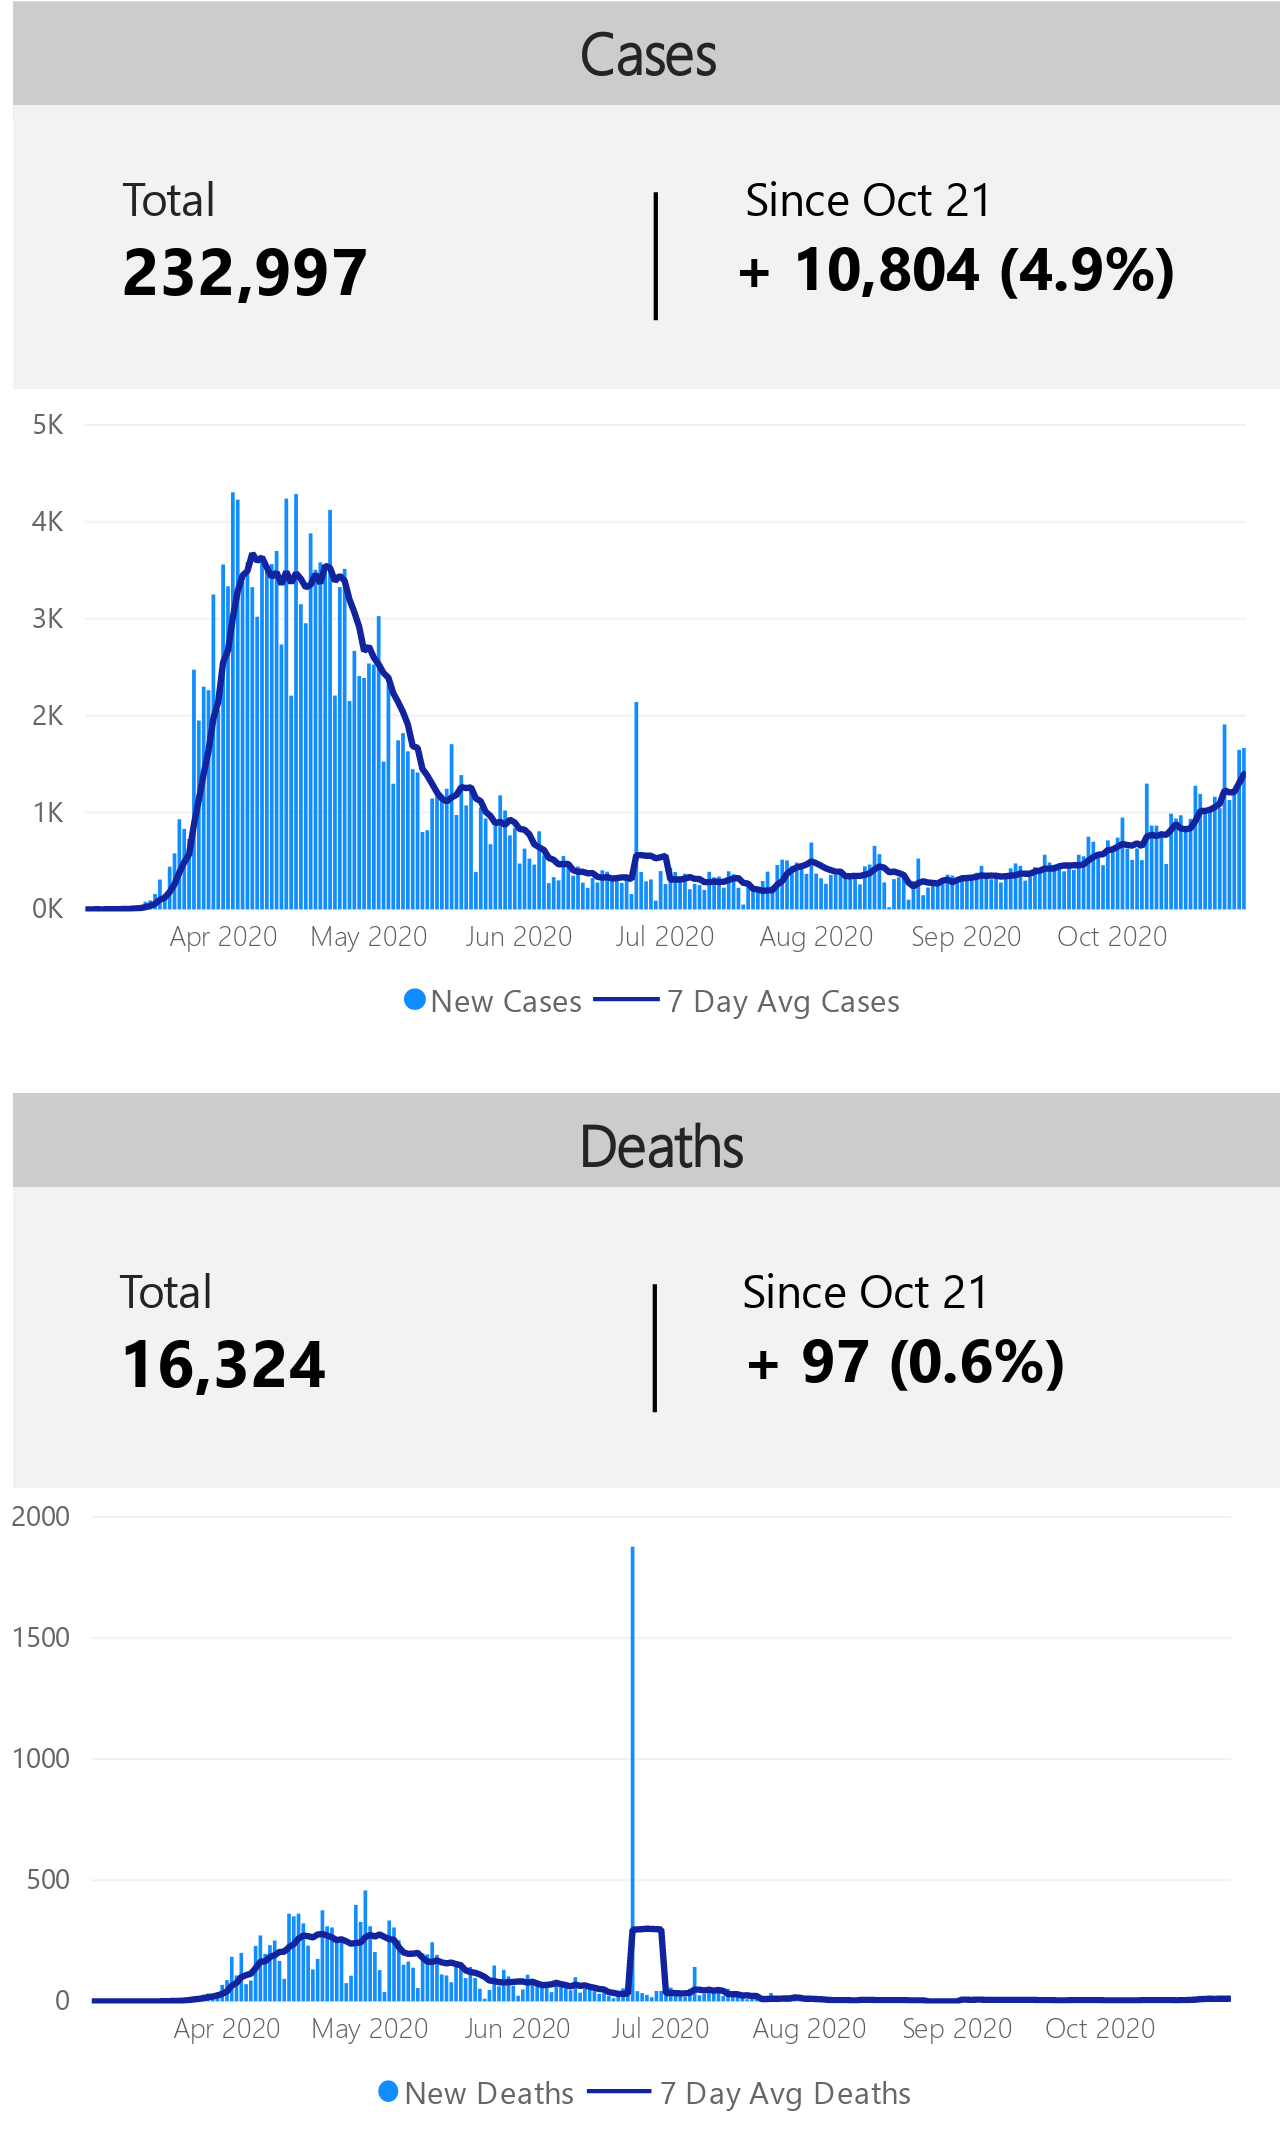 Cases
Total
Since Oct 21
232,997
+ 10,804 (4.9%)
5K
4K
3K
2K
1K
0K
Apr 2020 May 2020 Jun 2020 Jul 2020 Aug 2020 Sep 2020 Oct 2020
New Cases 7 Day Avg Cases
Deaths
Total
Since Oct 21
16,324
+ 97 (0.6%)
2000
1500
1000
500
0
Apr 2020 May 2020 Jun 2020 Jul 2020 Aug 2020 Sep 2020 Oct 2020
New Deaths 7 Day Avg Deaths